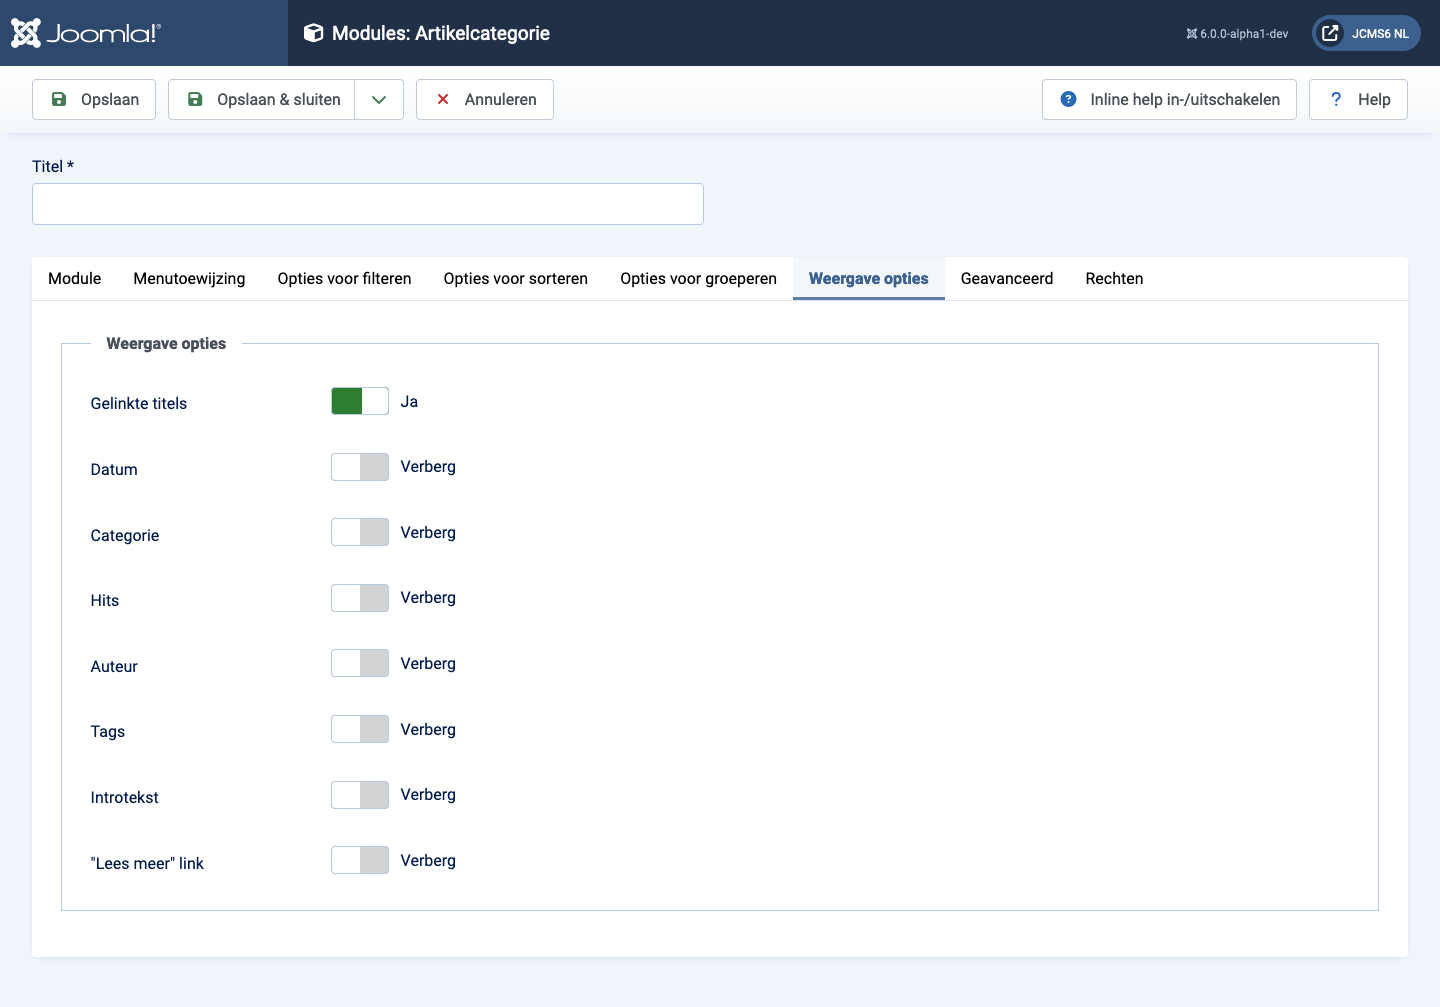 Joomla!®
Modules: Artikelcategorie
6.0.0-alpha1-dev
JCMS6 NL
Opslaan
Opslaan & sluiten
Annuleren
Inline help in-/uitschakelen
? Help
Titel *
Module Menutoewijzing Opties voor filteren Opties voor sorteren Opties voor groeperen Weergave opties Geavanceerd Rechten
Weergave opties
Gelinkte titels Ja
Datum Verberg
Categorie Verberg
Hits Verberg
Auteur Verberg
Tags Verberg
Introtekst Verberg
"Lees meer" link Verberg